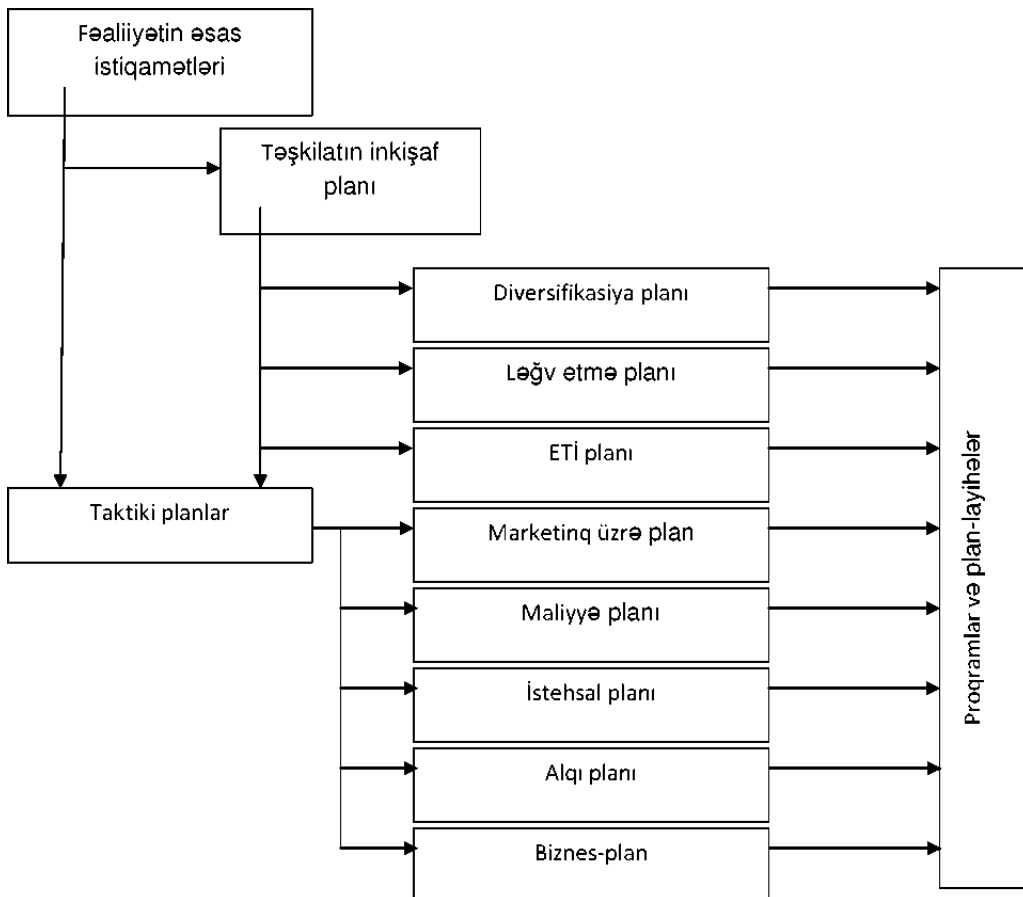 Fəaliiyətin əsas
istiqamətləri
Təşkilatın inkişaf
planı
Diversifikasiya planı
Ləğv etmə planı
ETİ planı
Taktiki planlar
Marketinq üzrə plan
Maliyyə planı
İstehsal planı
Alqı planı
Biznes-plan
Proqramlar və plan-layihələr